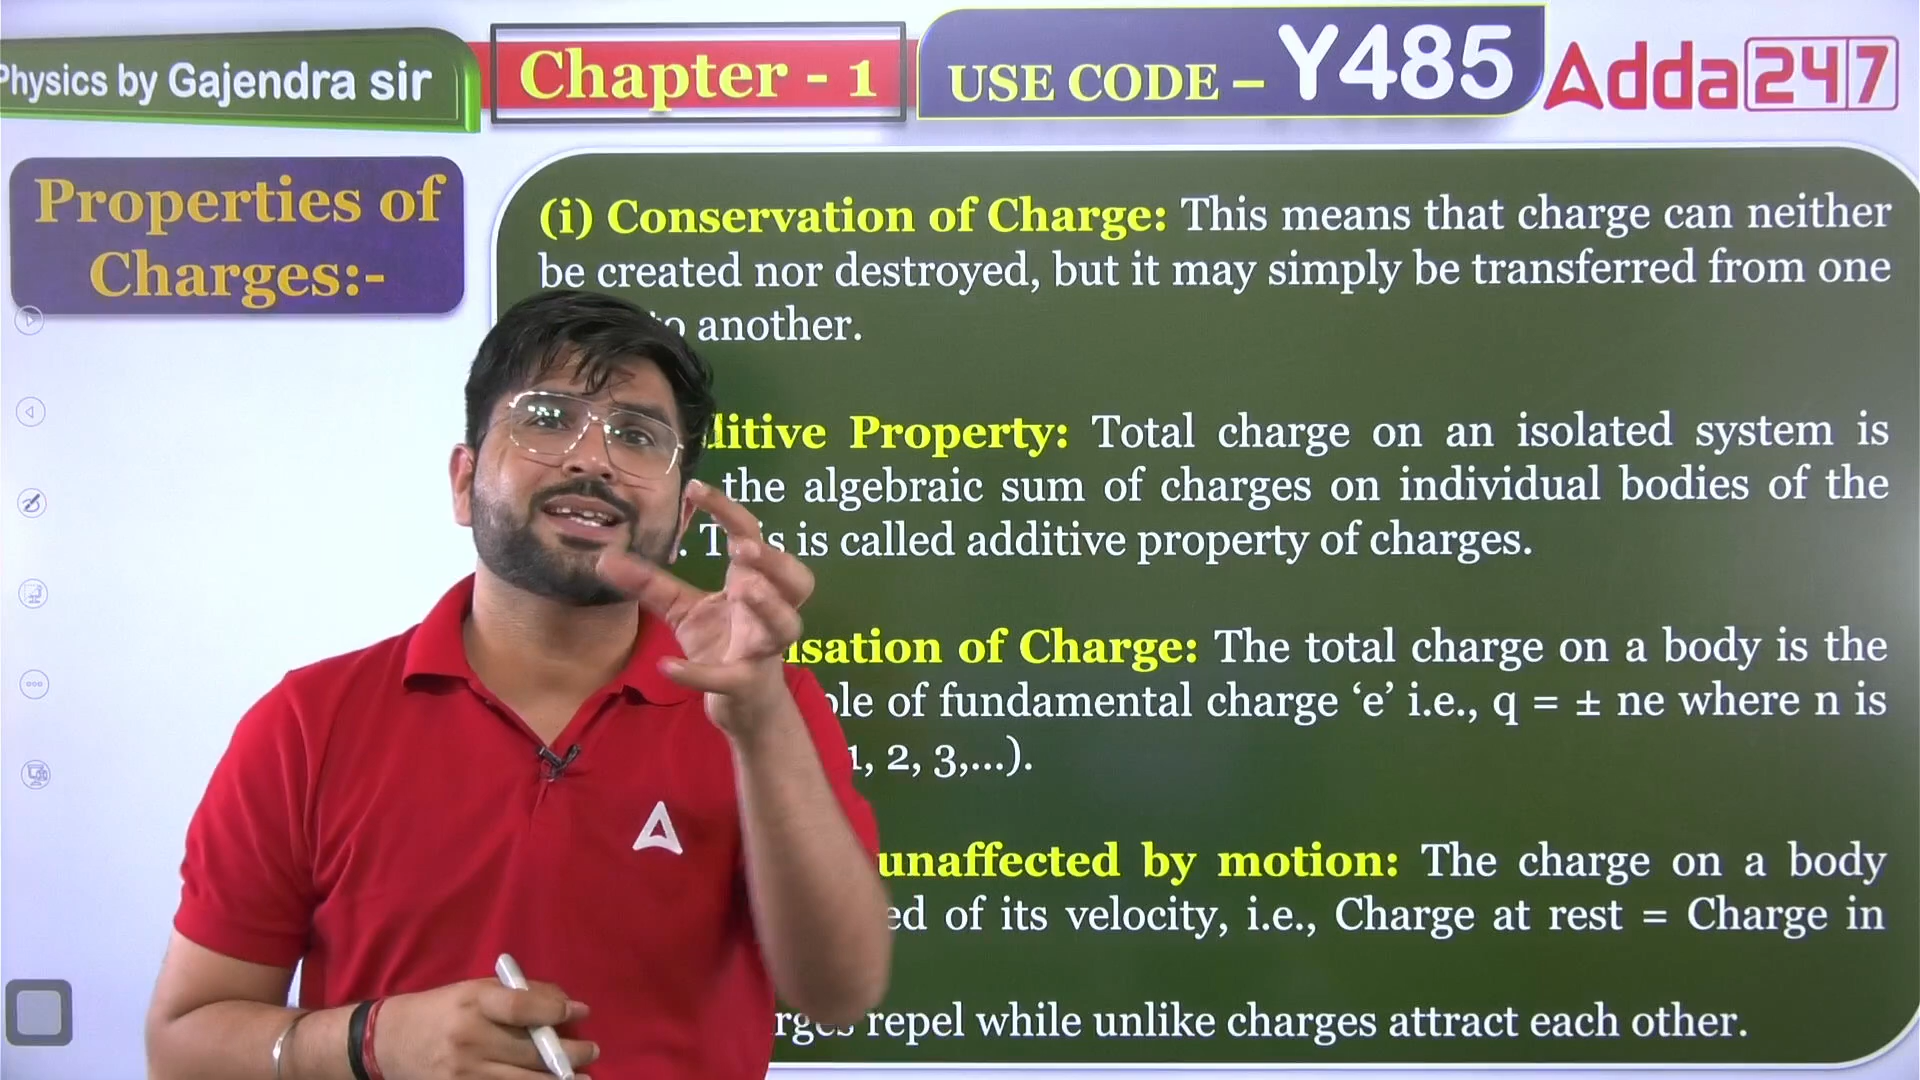 Physics by Gajendra sir
Chapter - 1
USE CODE – Y485
Adda247
Properties of
Charges:-
(i) Conservation of Charge: This means that charge can neither
be created nor destroyed, but it may simply be transferred from one
another.
Property: Total charge on an isolated system is
the algebraic sum of charges on individual bodies of the
is called additive property of charges.
of Charge: The total charge on a body is the
of fundamental charge ‘e’ i.e., q = ± ne where n is
1, 2, 3,...).
unaffected by motion: The charge on a body
of its velocity, i.e., Charge at rest = Charge in
repel while unlike charges attract each other.